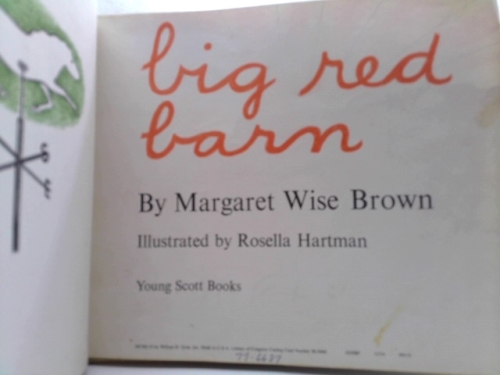 big red
barn
By Margaret Wise Brown
Illustrated by Rosella Hartman
Young Scott Books